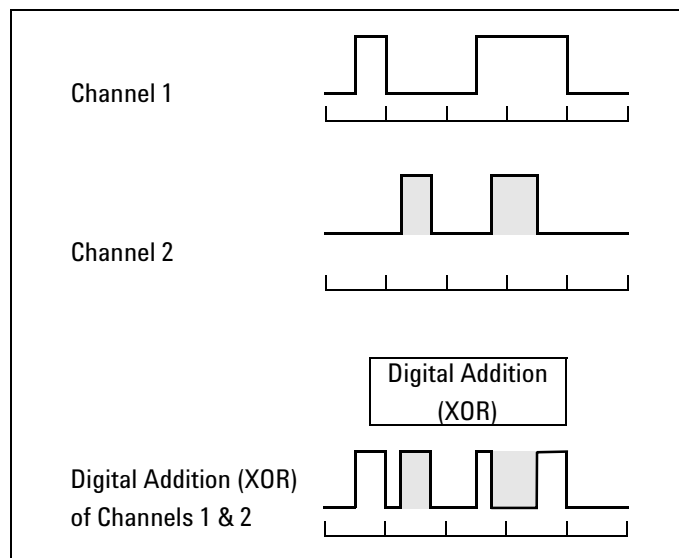 Channel 1
Channel 2
Digital Addition
(XOR)
Digital Addition (XOR)
of Channels 1 & 2